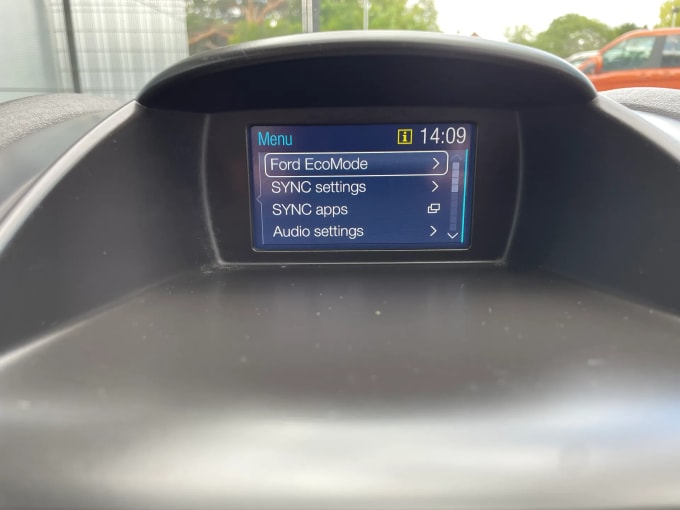 Menu i 14:09
Ford EcoMode
SYNC settings
SYNC apps
Audio settings